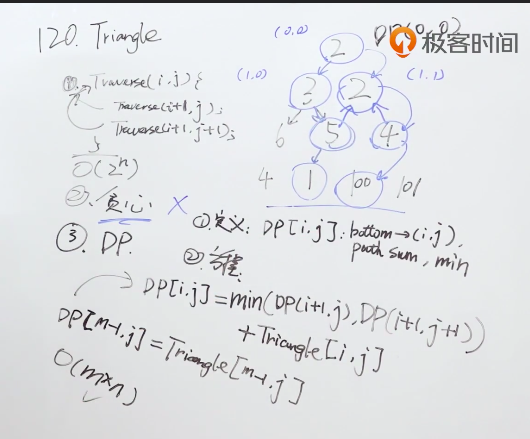 120. Triangle
(0,0)
DP(0,0)
极客时间
2
(1,0)
3
2
(1,1)
6
5
4
4
1
100
101
①. Traverse(i,j){
Traverse(i+1,j);
Traverse(i+1,j+1);
}
O(2ⁿ)
②. 贪心 X
③. DP.
①. 定义: DP[i,j]: bottom→(i,j),
path sum, min
②. 方程:
DP[i,j]=min(DP(i+1,j),DP(i+1,j+1))
+Triangle[i,j]
DP[m-1,j]=Triangle[m-1,j]
O(m×n)